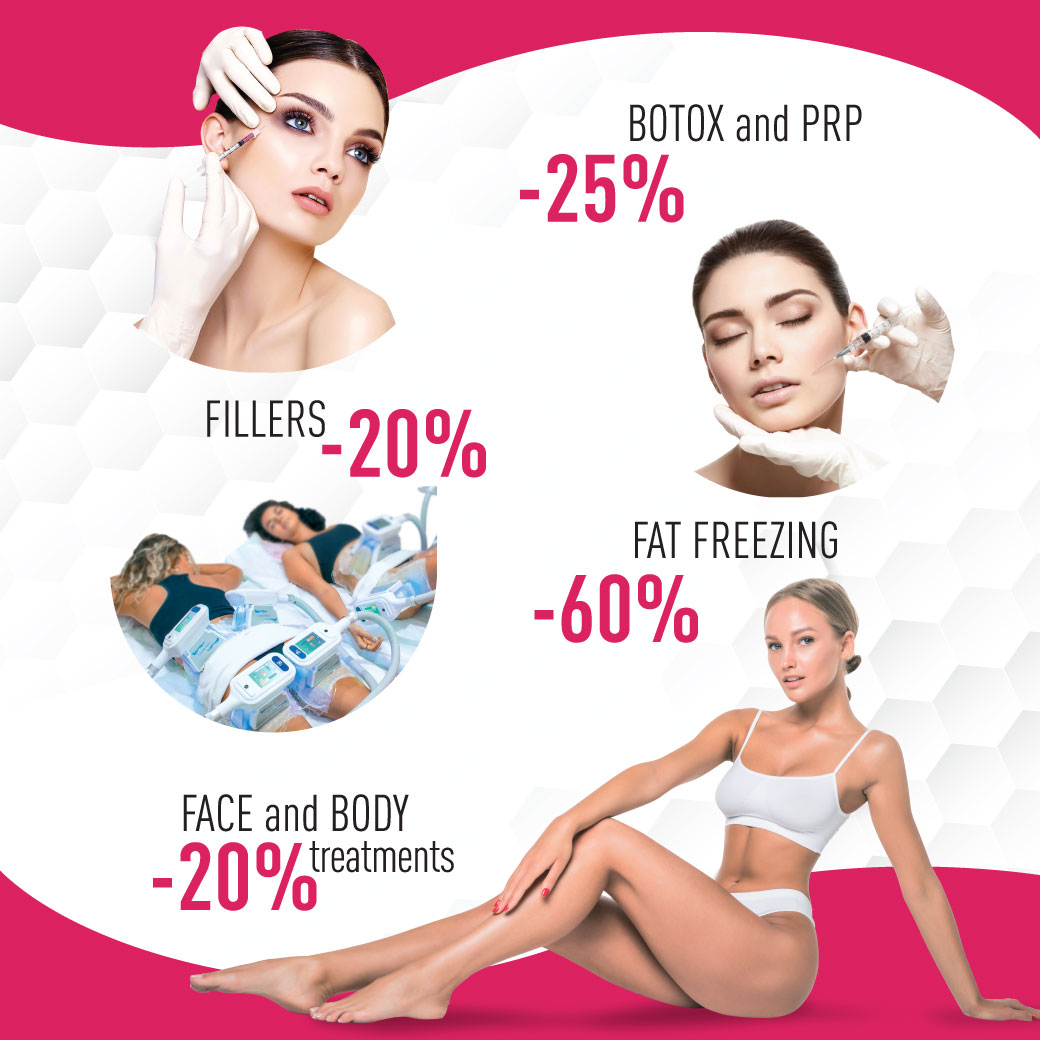 BOTOX and PRP
-25%
FILLERS
-20%
FAT FREEZING
-60%
FACE and BODY
treatments
-20%